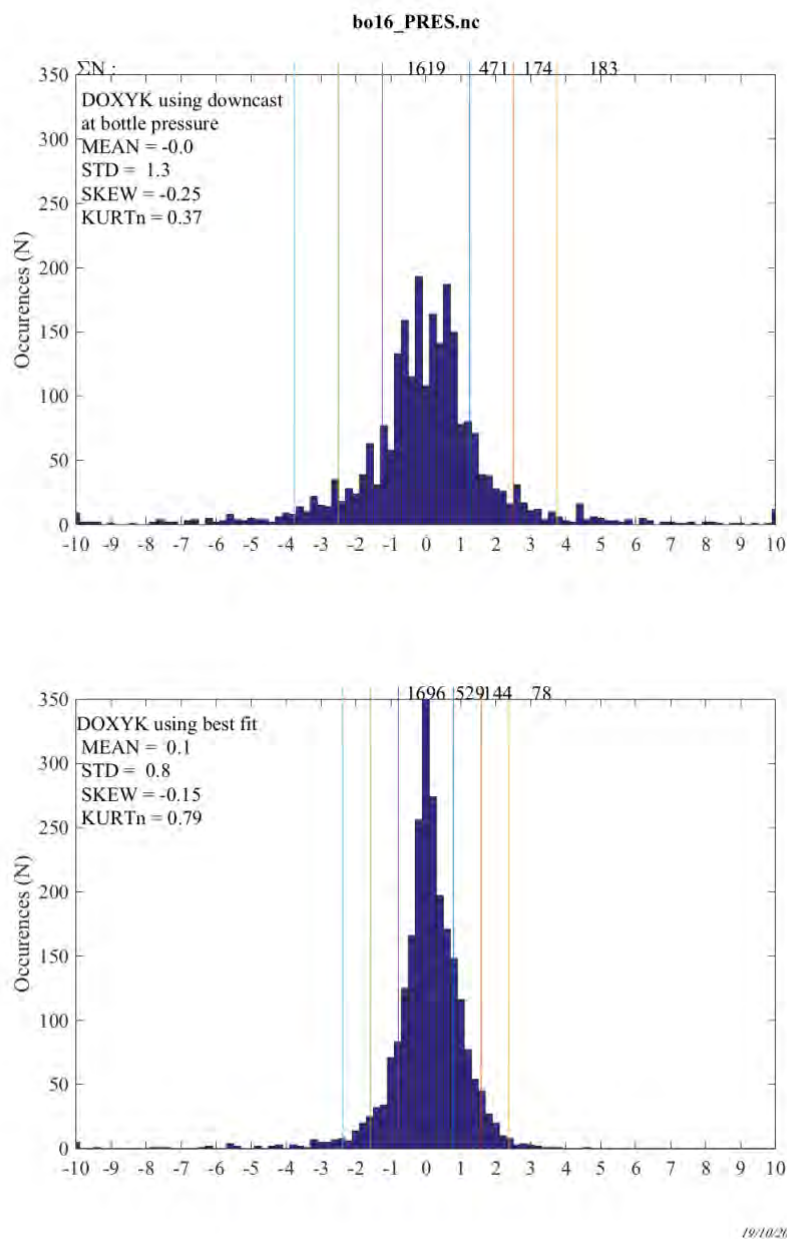 bo16_PRES.nc
ΣN : 1619 471 174 183
350
DOXYK using downcast
at bottle pressure
300
MEAN = -0.0
STD = 1.3
SKEW = -0.25
250
KURTn = 0.37
200
150
100
50
0
Occurences (N)
-10 -9 -8 -7 -6 -5 -4 -3 -2 -1 0 1 2 3 4 5 6 7 8 9 10
1696 529 144 78
350
DOXYK using best fit
MEAN = 0.1
300
STD = 0.8
SKEW = -0.15
KURTn = 0.79
250
200
150
100
50
0
Occurences (N)
-10 -9 -8 -7 -6 -5 -4 -3 -2 -1 0 1 2 3 4 5 6 7 8 9 10
19/10/20